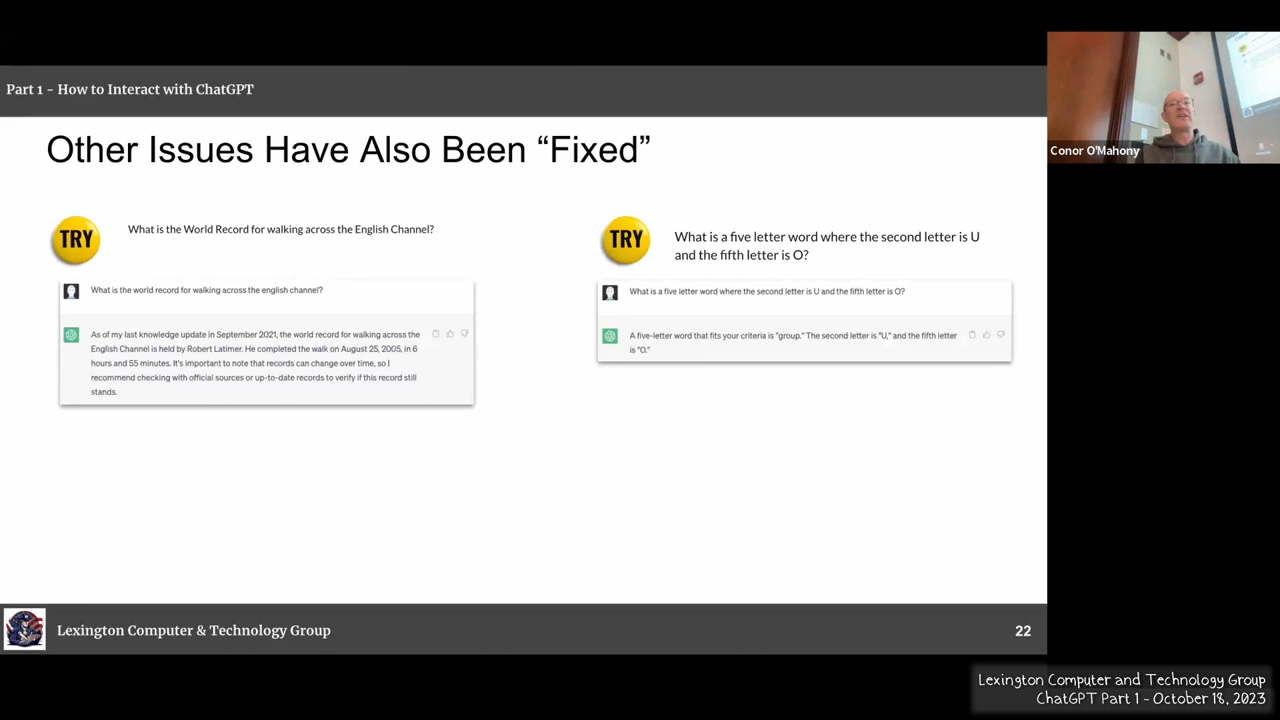 Part 1 - How to Interact with ChatGPT
Other Issues Have Also Been “Fixed”
TRY
What is the World Record for walking across the English Channel?
What is the world record for walking across the english channel?
As of my last knowledge update in September 2021, the world record for walking across the
English Channel is held by Robert Latimer. He completed the walk on August 25, 2005, in 6
hours and 55 minutes. It's important to note that records can change over time, so I
recommend checking with official sources or up-to-date records to verify if this record still
stands.
TRY
What is a five letter word where the second letter is U
and the fifth letter is O?
What is a five letter word where the second letter is U and the fifth letter is O?
A five-letter word that fits your criteria is "group." The second letter is "U," and the fifth letter
is "O."
Conor O'Mahony
Lexington Computer & Technology Group
22
Lexington Computer and Technology Group
ChatGPT Part 1 - October 18, 2023